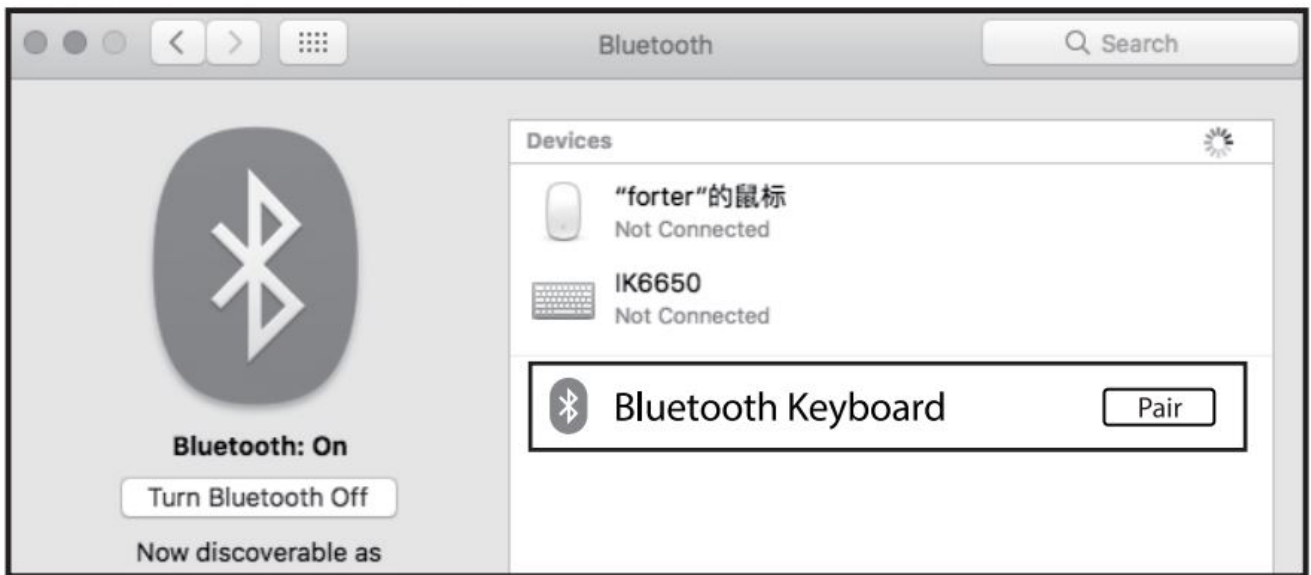 Bluetooth
Search
Devices
“forter”的鼠标
Not Connected
IK6650
Not Connected
Bluetooth Keyboard
Pair
Bluetooth: On
Turn Bluetooth Off
Now discoverable as